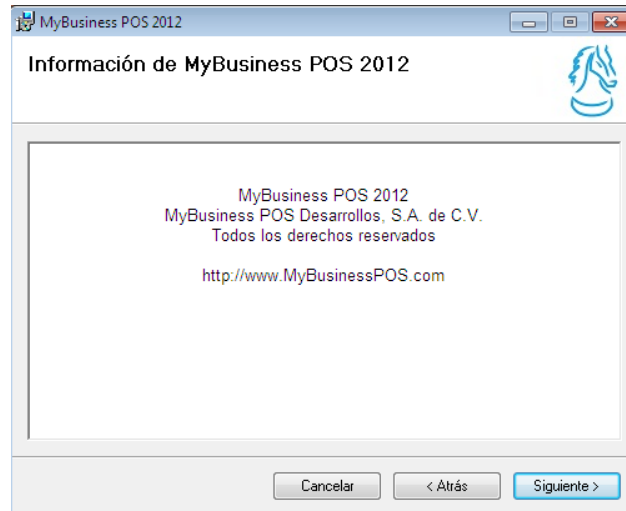 MyBusiness POS 2012
Información de MyBusiness POS 2012
MyBusiness POS 2012
MyBusiness POS Desarrollos, S.A. de C.V.
Todos los derechos reservados
http://www.MyBusinessPOS.com
Cancelar
< Atrás
Siguiente >